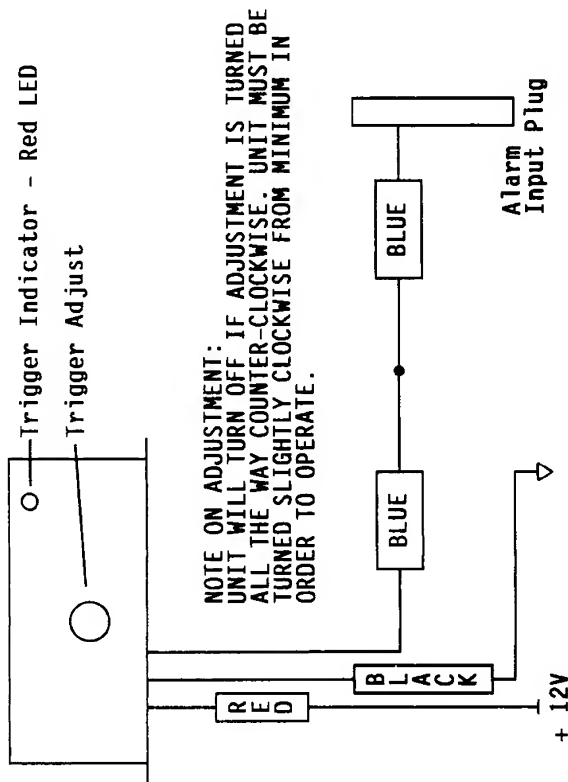 Trigger Indicator - Red LED
Trigger Adjust
NOTE ON ADJUSTMENT:
UNIT WILL TURN OFF IF ADJUSTMENT IS TURNED
ALL THE WAY COUNTER-CLOCKWISE. UNIT MUST BE
TURNED SLIGHTLY CLOCKWISE FROM MINIMUM IN
ORDER TO OPERATE.
BLUE
BLUE
BLACK
RED
Alarm
Input Plug
+ 12V